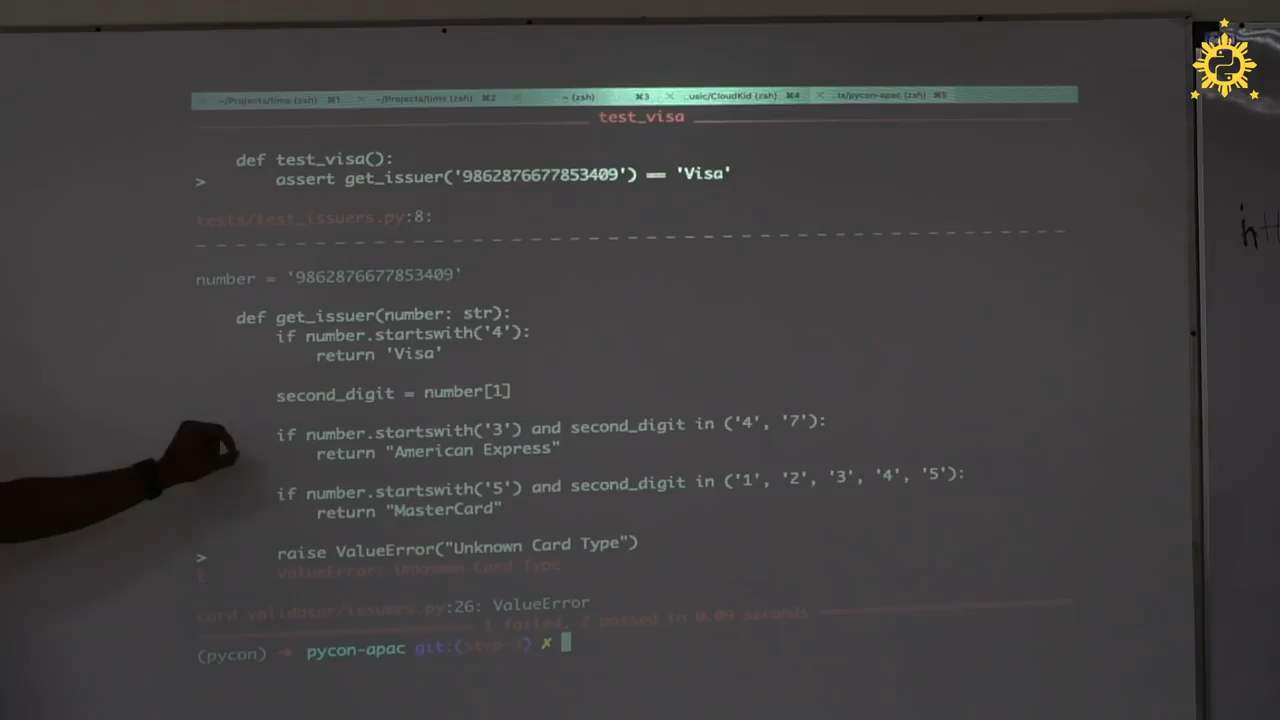 ~/Projects/tims (zsh) ⌘1 ~/Projects/tims (zsh) ⌘2 ~ (zsh) ⌘3 ..usic/CloudKid (zsh) ⌘4 ..ts/pycon-apac (zsh) ⌘5
test_visa
def test_visa():
> assert get_issuer('9862876677853409') == 'Visa'
tests/test_issuers.py:8:
number = '9862876677853409'
def get_issuer(number: str):
if number.startswith('4'):
return 'Visa'
second_digit = number[1]
if number.startswith('3') and second_digit in ('4', '7'):
return "American Express"
if number.startswith('5') and second_digit in ('1', '2', '3', '4', '5'):
return "MasterCard"
> raise ValueError("Unknown Card Type")
E ValueError: Unknown Card Type
card_validator/issuers.py:26: ValueError
1 failed, 2 passed in 0.09 seconds
(pycon) → pycon-apac git:( ) ✗